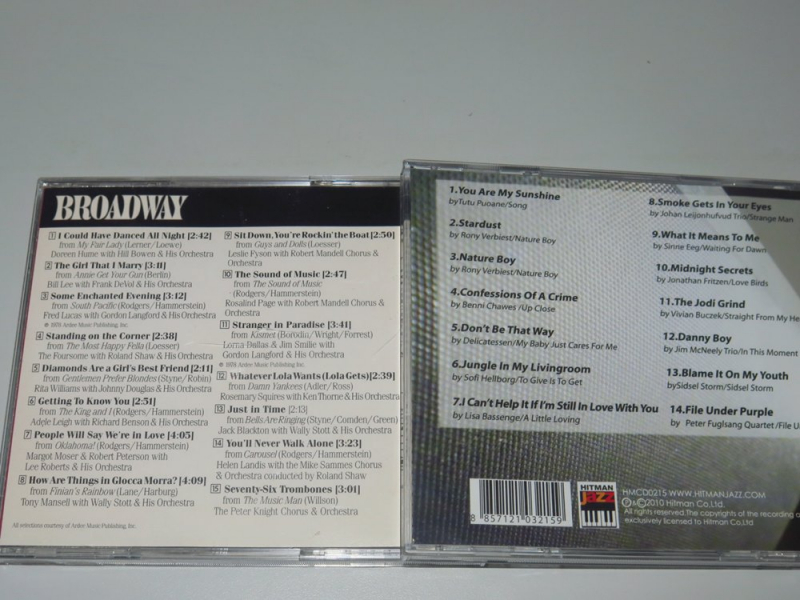 BROADWAY
1 I Could Have Danced All Night [2:42]
from My Fair Lady (Lerner/Loewe)
Doreen Hume with Hill Bowen & His Orchestra
2 The Girl That I Marry [3:11]
from Annie Get Your Gun (Berlin)
Bill Lee with Frank DeVol & His Orchestra
3 Some Enchanted Evening [3:12]
from South Pacific (Rodgers/Hammerstein)
Fred Lucas with Gordon Langford & His Orchestra
℗ 1978 Ardee Music Publishing, Inc.
4 Standing on the Corner [2:38]
from The Most Happy Fella (Loesser)
The Foursome with Roland Shaw & His Orchestra
5 Diamonds Are a Girl's Best Friend [2:11]
from Gentlemen Prefer Blondes (Styne/Robin)
Rita Williams with Johnny Douglas & His Orchestra
6 Getting To Know You [2:51]
from The King and I (Rodgers/Hammerstein)
Adele Leigh with Richard Benson & His Orchestra
7 People Will Say We're in Love [4:05]
from Oklahoma! (Rodgers/Hammerstein)
Margot Moser & Robert Peterson with
Lee Roberts & His Orchestra
8 How Are Things in Glocca Morra? [4:09]
from Finian's Rainbow (Lane/Harburg)
Tony Mansell with Wally Stott & His Orchestra
All selections courtesy of Ardee Music Publishing, Inc.
9 Sit Down, You're Rockin' the Boat [2:50]
from Guys and Dolls (Loesser)
Leslie Fyson with Robert Mandell Chorus &
Orchestra
10 The Sound of Music [2:47]
from The Sound of Music
(Rodgers/Hammerstein)
Rosalind Page with Robert Mandell Chorus &
Orchestra
11 Stranger in Paradise [3:41]
from Kismet (Borodin/Wright/Forrest)
Lorna Dallas & Jim Smilie with
Gordon Langford & His Orchestra
℗ 1978 Ardee Music Publishing, Inc.
12 Whatever Lola Wants (Lola Gets) [2:39]
from Damn Yankees (Adler/Ross)
Rosemary Squires with Ken Thorne & His Orchestra
13 Just in Time [2:13]
from Bells Are Ringing (Styne/Comden/Green)
Jack Blackton with Wally Stott & His Orchestra
14 You'll Never Walk Alone [3:23]
from Carousel (Rodgers/Hammerstein)
Helen Landis with the Mike Sammes Chorus
& Orchestra conducted by Roland Shaw
15 Seventy-Six Trombones [3:01]
from The Music Man (Willson)
The Peter Knight Chorus & Orchestra
1.You Are My Sunshine
by Tutu Puoane/Song
2.Stardust
by Rony Verbiest/Nature Boy
3.Nature Boy
by Rony Verbiest/Nature Boy
4.Confessions Of A Crime
by Benni Chawes /Up Close
5.Don't Be That Way
by Delicatessen/My Baby Just Cares For Me
6.Jungle In My Livingroom
by Sofi Hellborg/To Give Is To Get
7.I Can't Help It If I'm Still In Love With You
by Lisa Bassenge/A Little Loving
8.Smoke Gets In Your Eyes
by Johan Leijonhufvud Trio/Strange Man
9.What It Means To Me
by Sinne Eeg/Waiting For Dawn
10.Midnight Secrets
by Jonathan Fritzen/Love Birds
11.The Jodi Grind
by Vivian Buczek/Straight From My He
12.Danny Boy
by Jim McNeely Trio/In This Moment
13.Blame It On My Youth
bySidsel Storm/Sidsel Storm
14.File Under Purple
by Peter Fuglsang Quartet/File U
8 857121 032159
HITMAN
jazz
HMCD0215 WWW.HITMANJAZZ.COM
℗&©2010 Hitman Co.Ltd.
All rights reserved.The copyrights of the recording a
exclusively licensed to Hitman Co.Ltd.